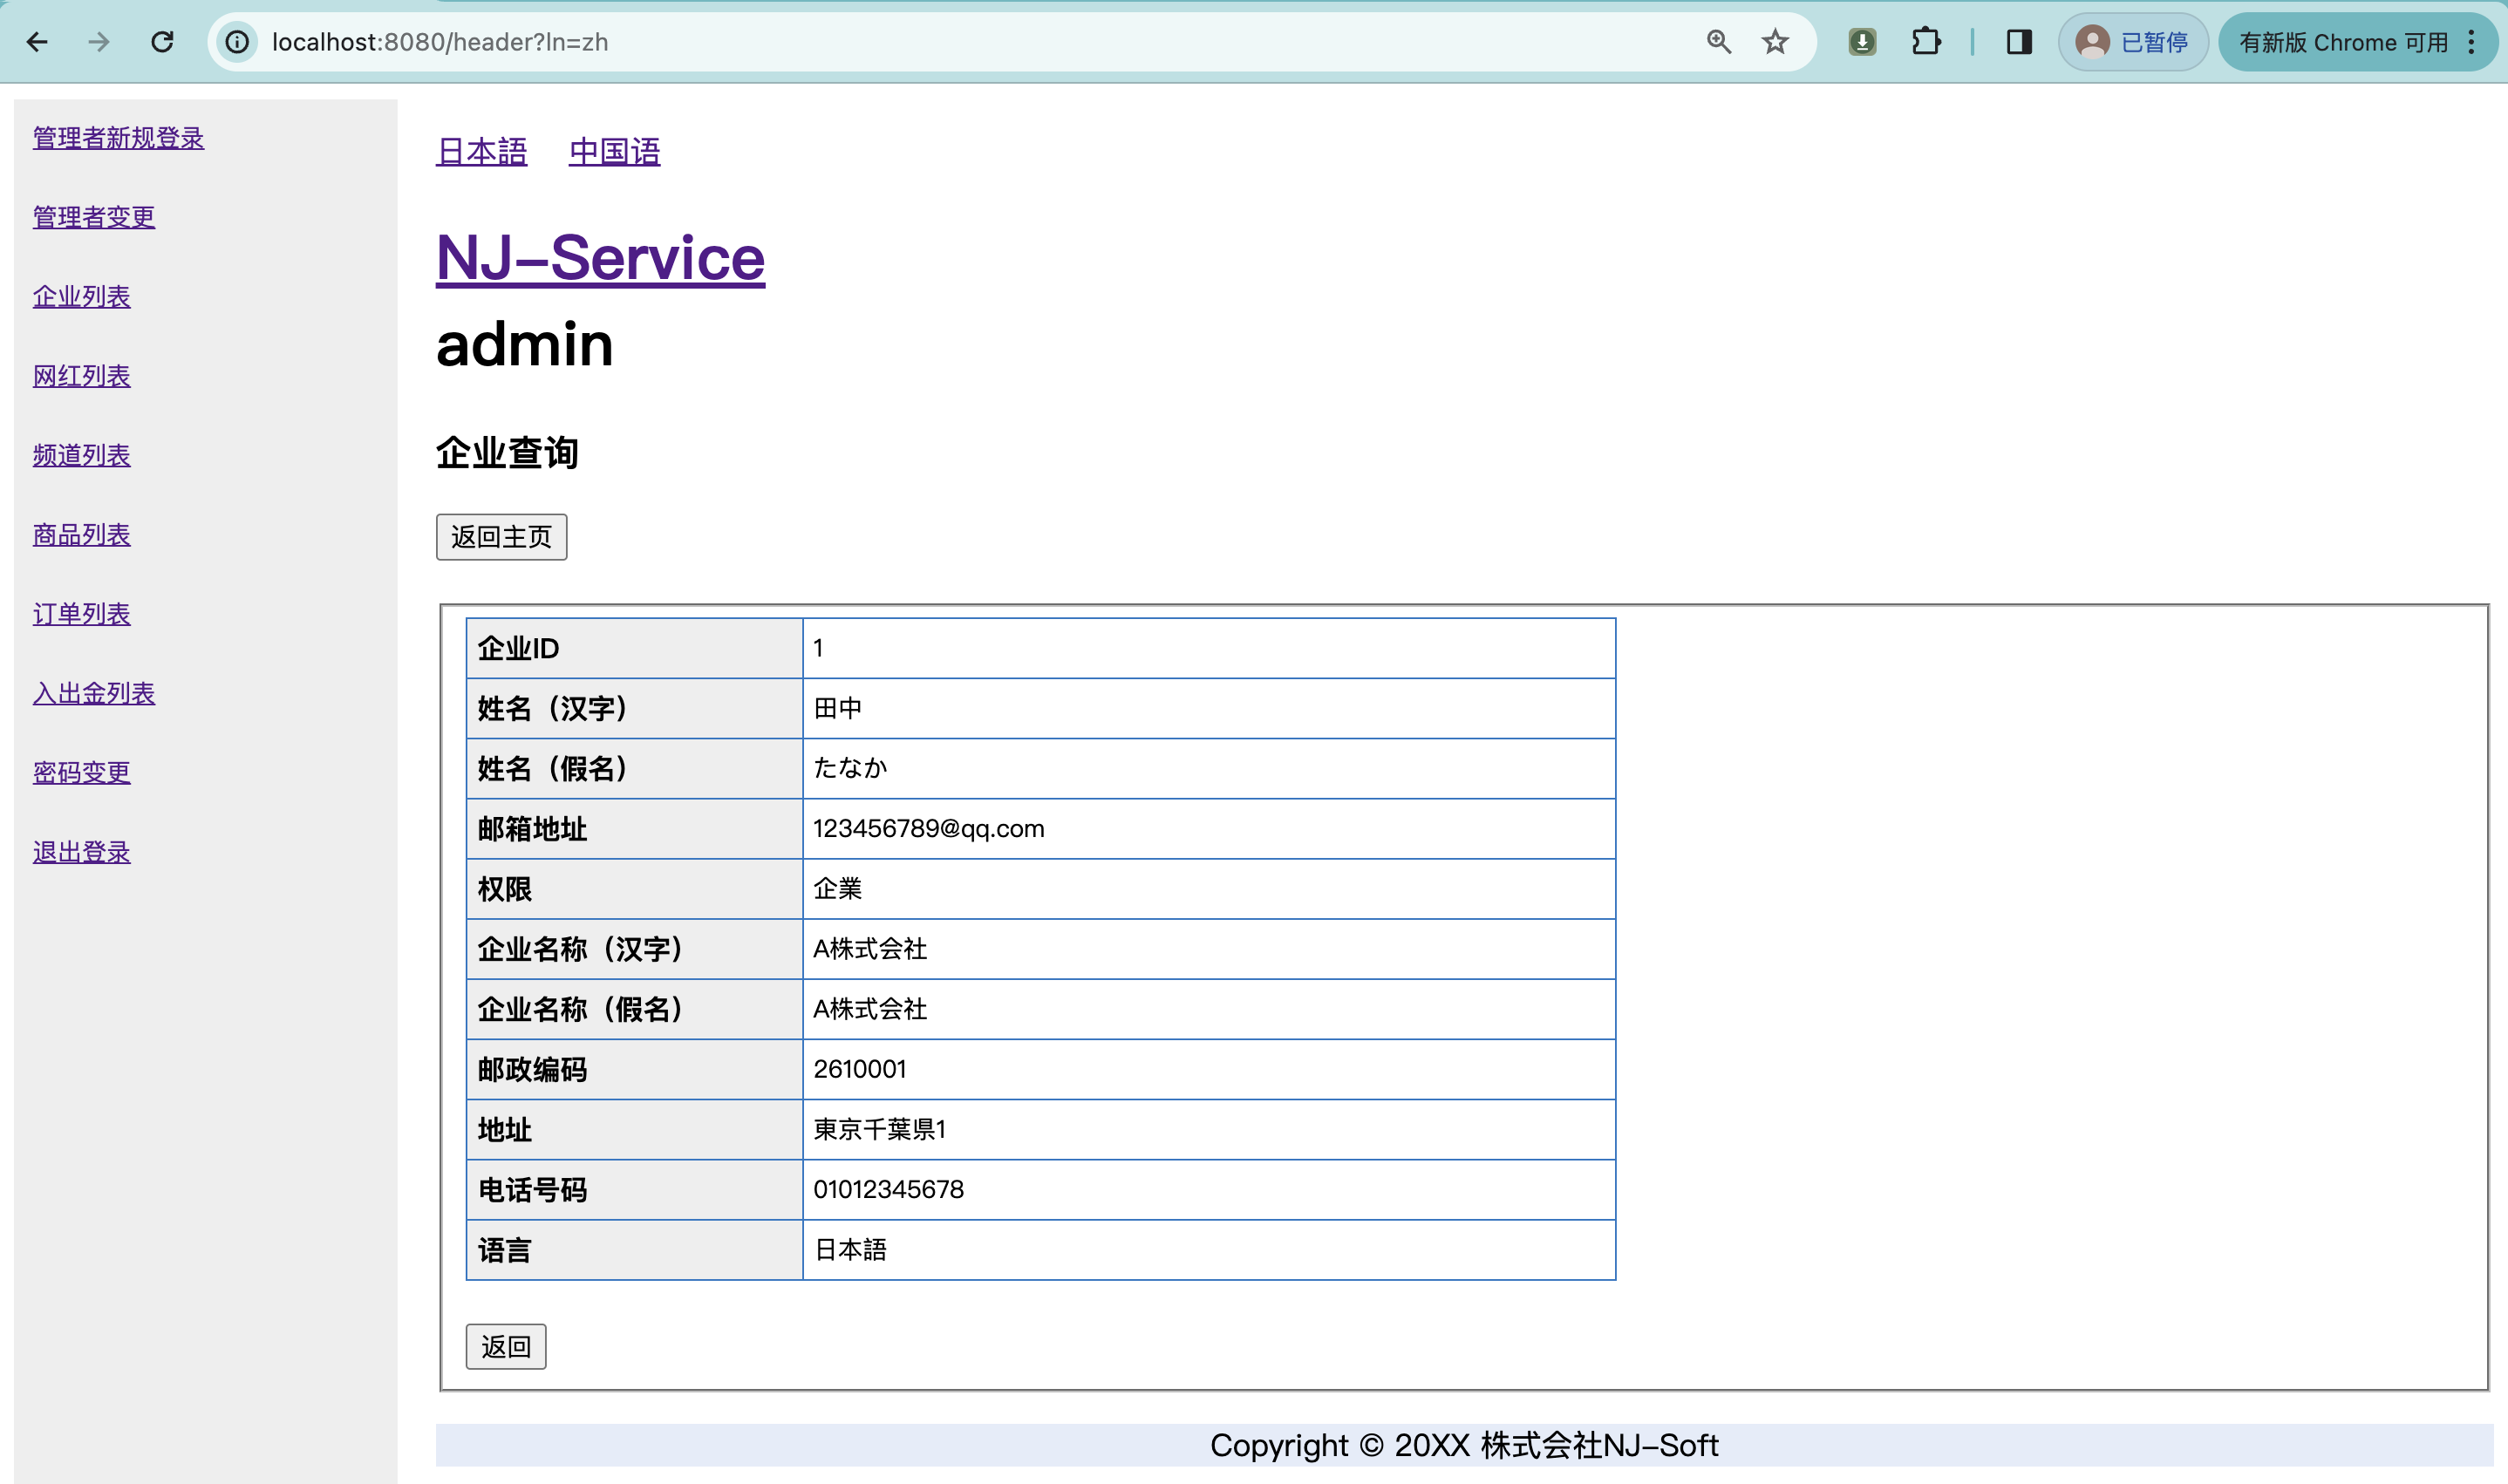 localhost:8080/header?ln=zh
已暂停
有新版 Chrome 可用
管理者新规登录
管理者变更
企业列表
网红列表
频道列表
商品列表
订单列表
入出金列表
密码变更
退出登录
日本語 中国语
NJ-Service
admin
企业查询
返回主页
企业ID 1
姓名（汉字） 田中
姓名（假名） たなか
邮箱地址 123456789@qq.com
权限 企業
企业名称（汉字） A株式会社
企业名称（假名） A株式会社
邮政编码 2610001
地址 東京千葉県1
电话号码 01012345678
语言 日本語
返回
Copyright © 20XX 株式会社NJ-Soft